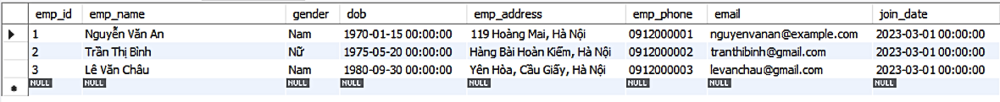 emp_id emp_name gender dob emp_address emp_phone email join_date
1 Nguyễn Văn An Nam 1970-01-15 00:00:00 119 Hoàng Mai, Hà Nội 0912000001 nguyenvanan@example.com 2023-03-01 00:00:00
2 Trần Thị Bình Nữ 1975-05-20 00:00:00 Hàng Bài Hoàn Kiếm, Hà Nội 0912000002 tranthibinh@gmail.com 2023-03-01 00:00:00
3 Lê Văn Châu Nam 1980-09-30 00:00:00 Yên Hòa, Cầu Giấy, Hà Nội 0912000003 levanchau@gmail.com 2023-03-01 00:00:00
NULL NULL NULL NULL NULL NULL NULL NULL